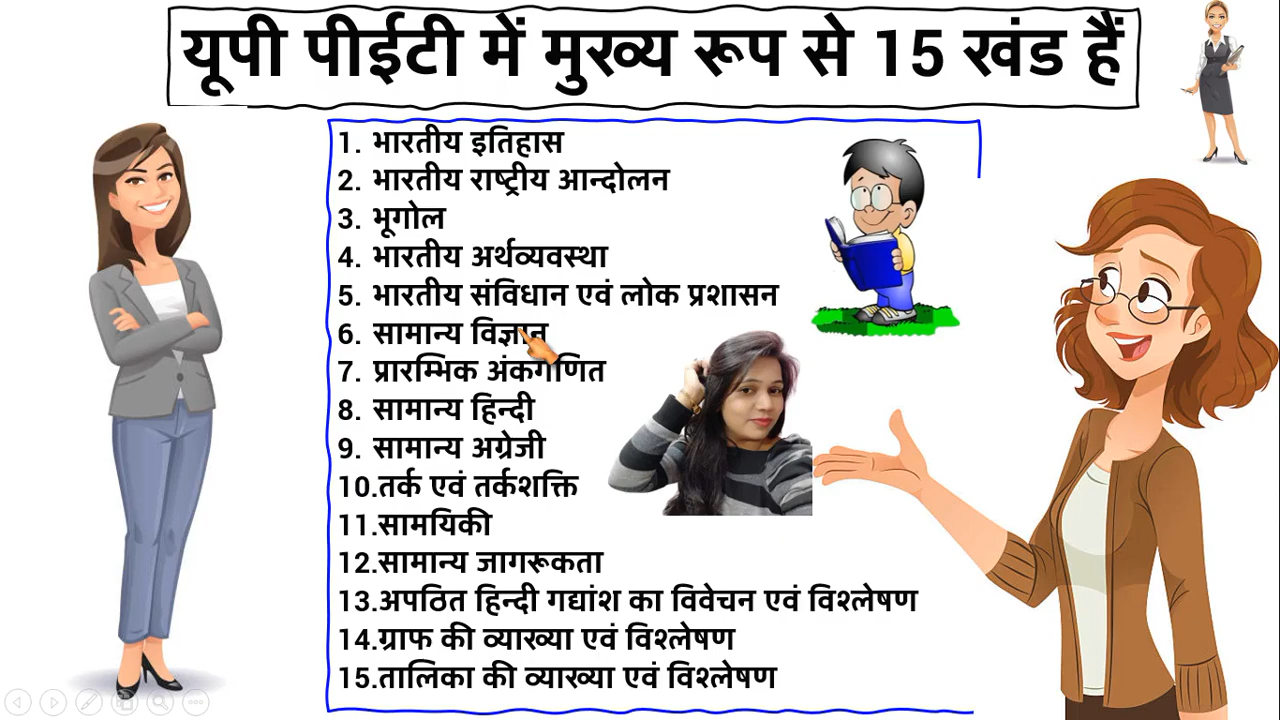 यूपी पीईटी में मुख्य रूप से 15 खंड हैं
1. भारतीय इतिहास
2. भारतीय राष्ट्रीय आन्दोलन
3. भूगोल
4. भारतीय अर्थव्यवस्था
5. भारतीय संविधान एवं लोक प्रशासन
6. सामान्य विज्ञान
7. प्रारम्भिक अंकगणित
8. सामान्य हिन्दी
9. सामान्य अग्रेजी
10.तर्क एवं तर्कशक्ति
11.सामयिकी
12.सामान्य जागरूकता
13.अपठित हिन्दी गद्यांश का विवेचन एवं विश्लेषण
14.ग्राफ की व्याख्या एवं विश्लेषण
15.तालिका की व्याख्या एवं विश्लेषण